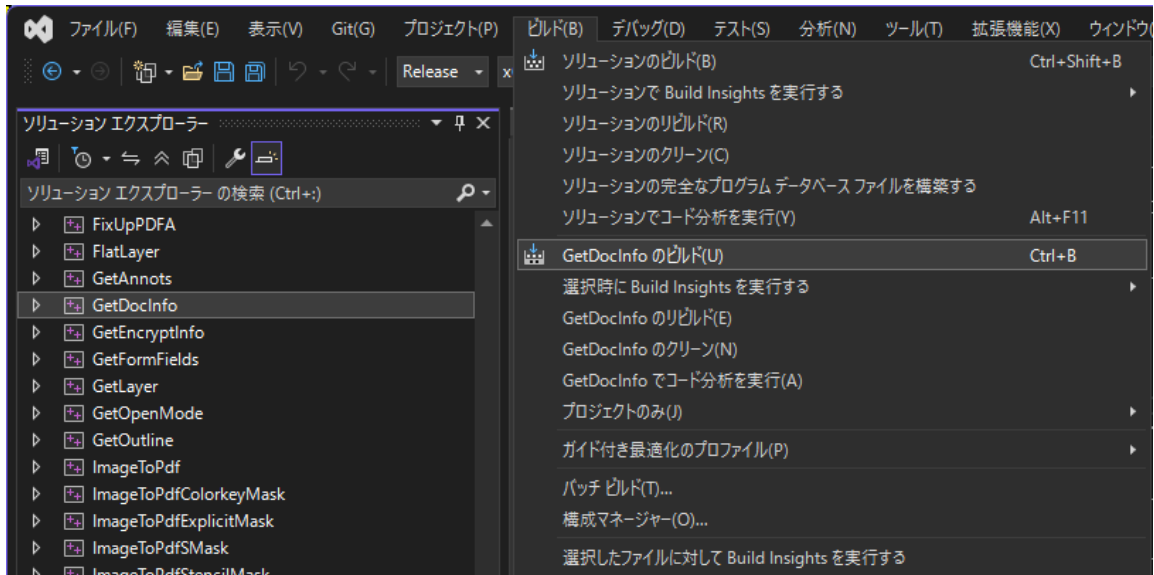 ファイル(F) 編集(E) 表示(V) Git(G) プロジェクト(P) ビルド(B) デバッグ(D) テスト(S) 分析(N) ツール(T) 拡張機能(X) ウィンドウ(
Release
ソリューション エクスプローラー
ソリューション エクスプローラー の検索 (Ctrl+:)
FixUpPDFA
FlatLayer
GetAnnots
GetDocInfo
GetEncryptInfo
GetFormFields
GetLayer
GetOpenMode
GetOutline
ImageToPdf
ImageToPdfColorkeyMask
ImageToPdfExplicitMask
ImageToPdfSMask
ImageToPdfStencilMask
ソリューションのビルド(B) Ctrl+Shift+B
ソリューションで Build Insights を実行する
ソリューションのリビルド(R)
ソリューションのクリーン(C)
ソリューションの完全なプログラム データベース ファイルを構築する
ソリューションでコード分析を実行(Y) Alt+F11
GetDocInfo のビルド(U) Ctrl+B
選択時に Build Insights を実行する
GetDocInfo のリビルド(E)
GetDocInfo のクリーン(N)
GetDocInfo でコード分析を実行(A)
プロジェクトのみ(J)
ガイド付き最適化のプロファイル(P)
バッチ ビルド(T)...
構成マネージャー(O)...
選択したファイルに対して Build Insights を実行する